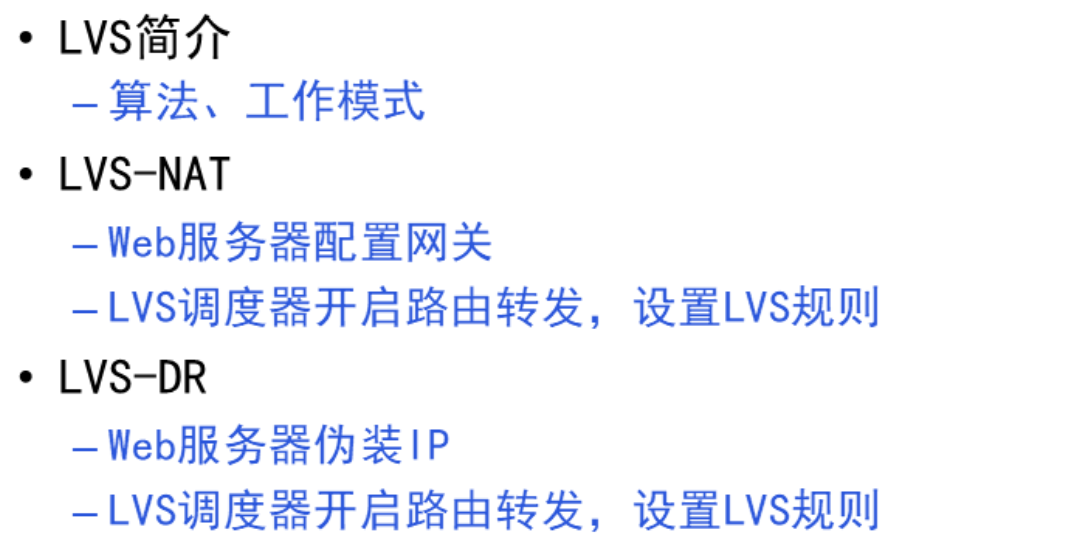 • LVS简介
– 算法、工作模式
• LVS-NAT
– Web服务器配置网关
– LVS调度器开启路由转发，设置LVS规则
• LVS-DR
– Web服务器伪装IP
– LVS调度器开启路由转发，设置LVS规则